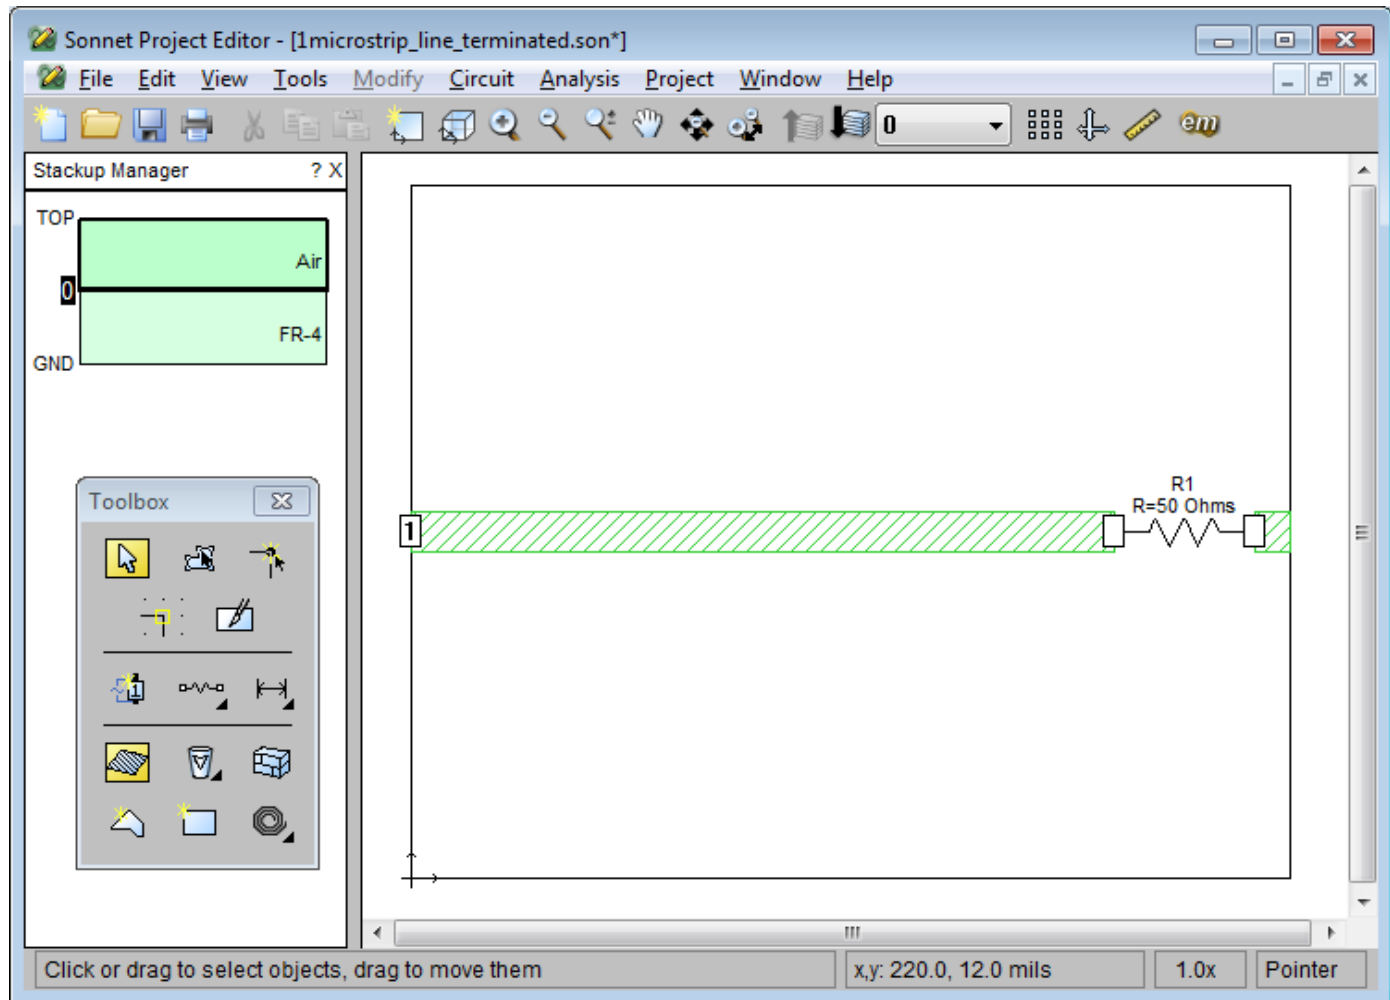 Sonnet Project Editor - [1microstrip_line_terminated.son*]
File Edit View Tools Modify Circuit Analysis Project Window Help
0
em
Stackup Manager ? X
TOP
Air
0
FR-4
GND
Toolbox
1
R1
R=50 Ohms
1
Click or drag to select objects, drag to move them
x,y: 220.0, 12.0 mils
1.0x
Pointer